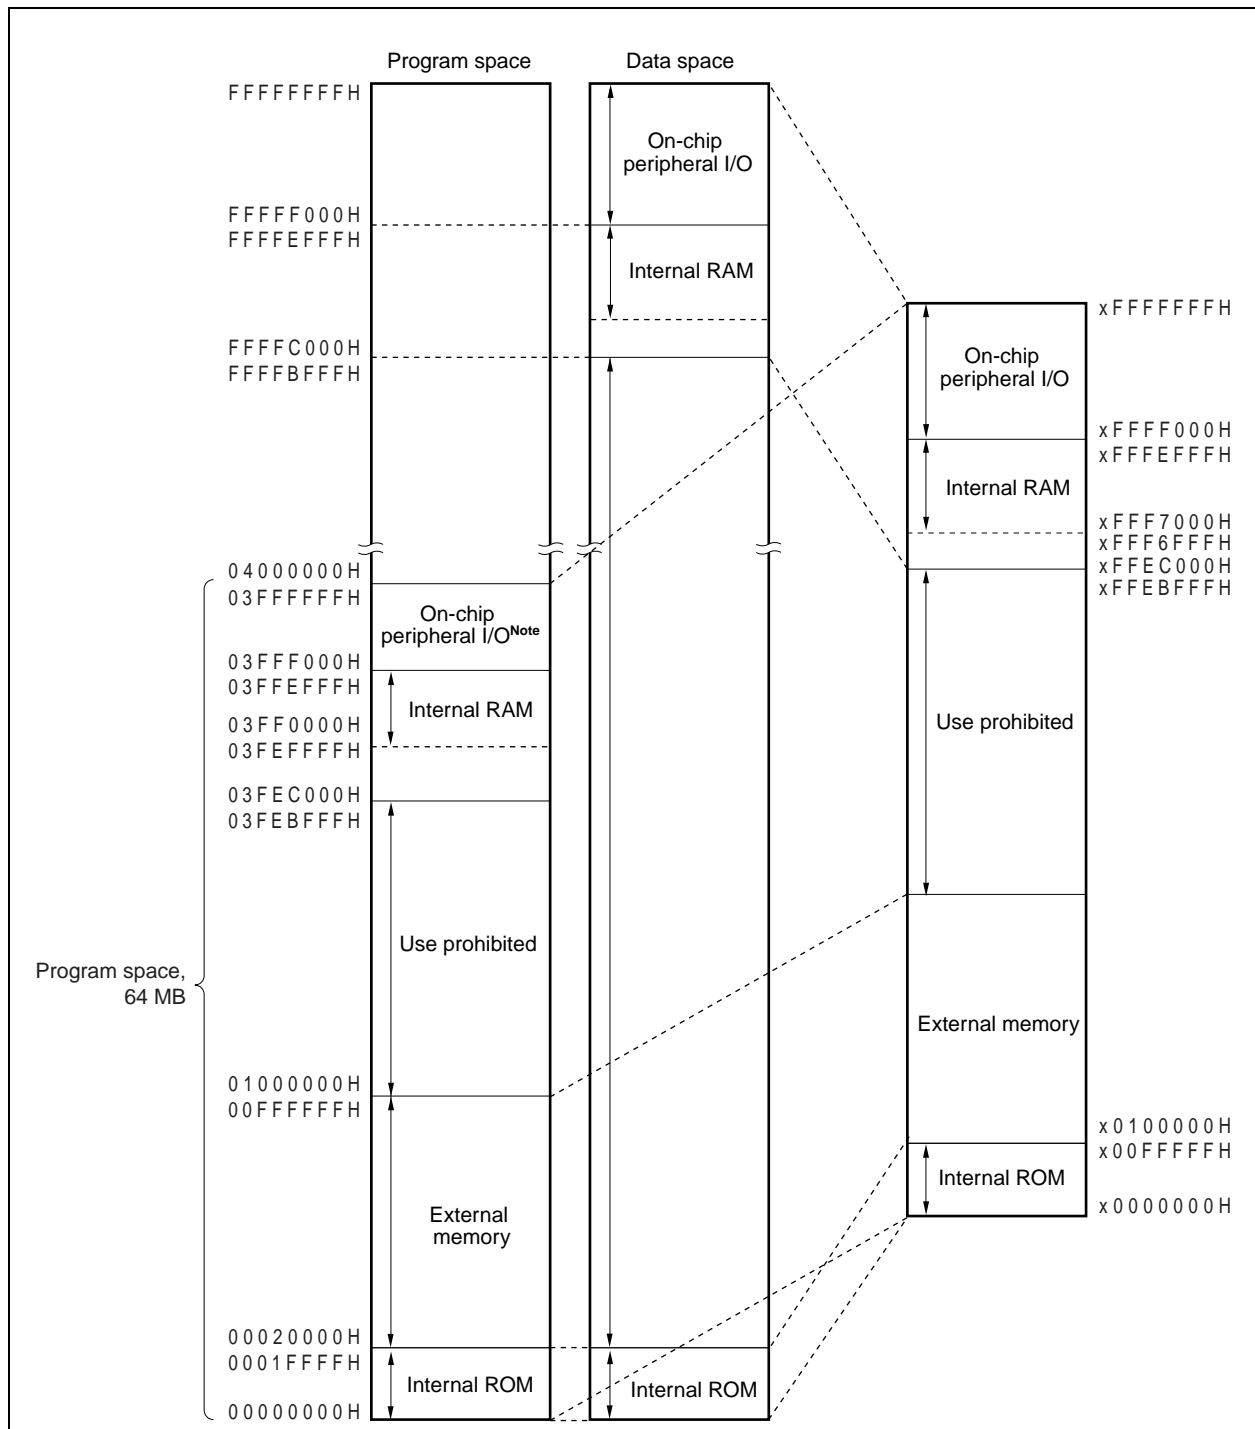 Program space
Data space
FFFFFFFFH
On-chip
peripheral I/O
FFFFF000H
FFFFEFFFH
Internal RAM
FFFFC000H
FFFFBFFFH
xFFFFFFFH
On-chip
peripheral I/O
xFFFF000H
xFFFEFFFH
Internal RAM
xFFF7000H
xFFF6FFFH
xFFEC000H
xFFEBFFFH
04000000H
03FFFFFFH
On-chip
peripheral I/ONote
03FFF000H
03FFEFFFH
Internal RAM
03FF0000H
03FEFFFFH
03FEC000H
03FEBFFFH
Use prohibited
Use prohibited
Program space,
64 MB
External memory
01000000H
00FFFFFFH
x0100000H
x00FFFFFH
Internal ROM
x0000000H
External
memory
00020000H
0001FFFFH
Internal ROM
Internal ROM
00000000H